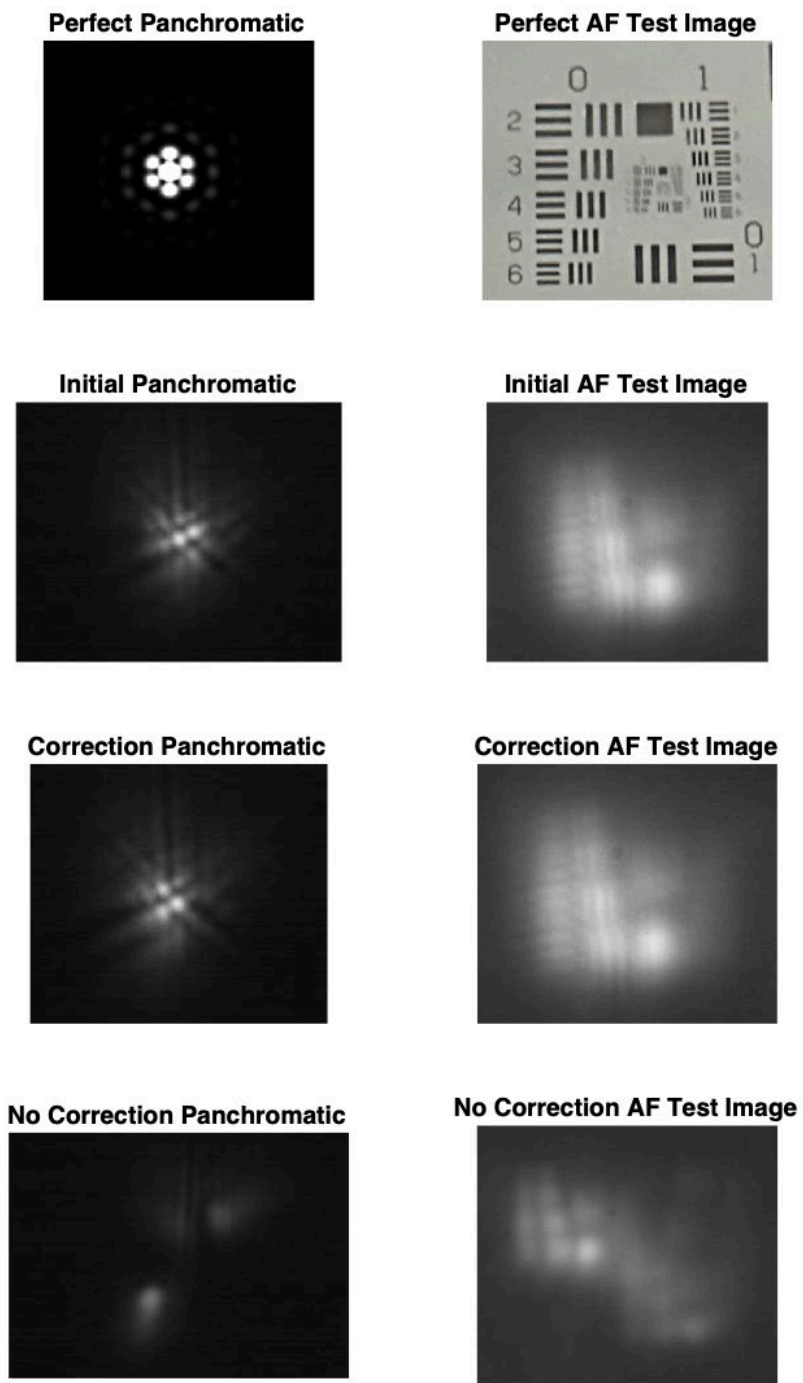 Perfect Panchromatic
Perfect AF Test Image
0 1
2
3
4
5
6
0
1
Initial Panchromatic
Initial AF Test Image
Correction Panchromatic
Correction AF Test Image
No Correction Panchromatic
No Correction AF Test Image